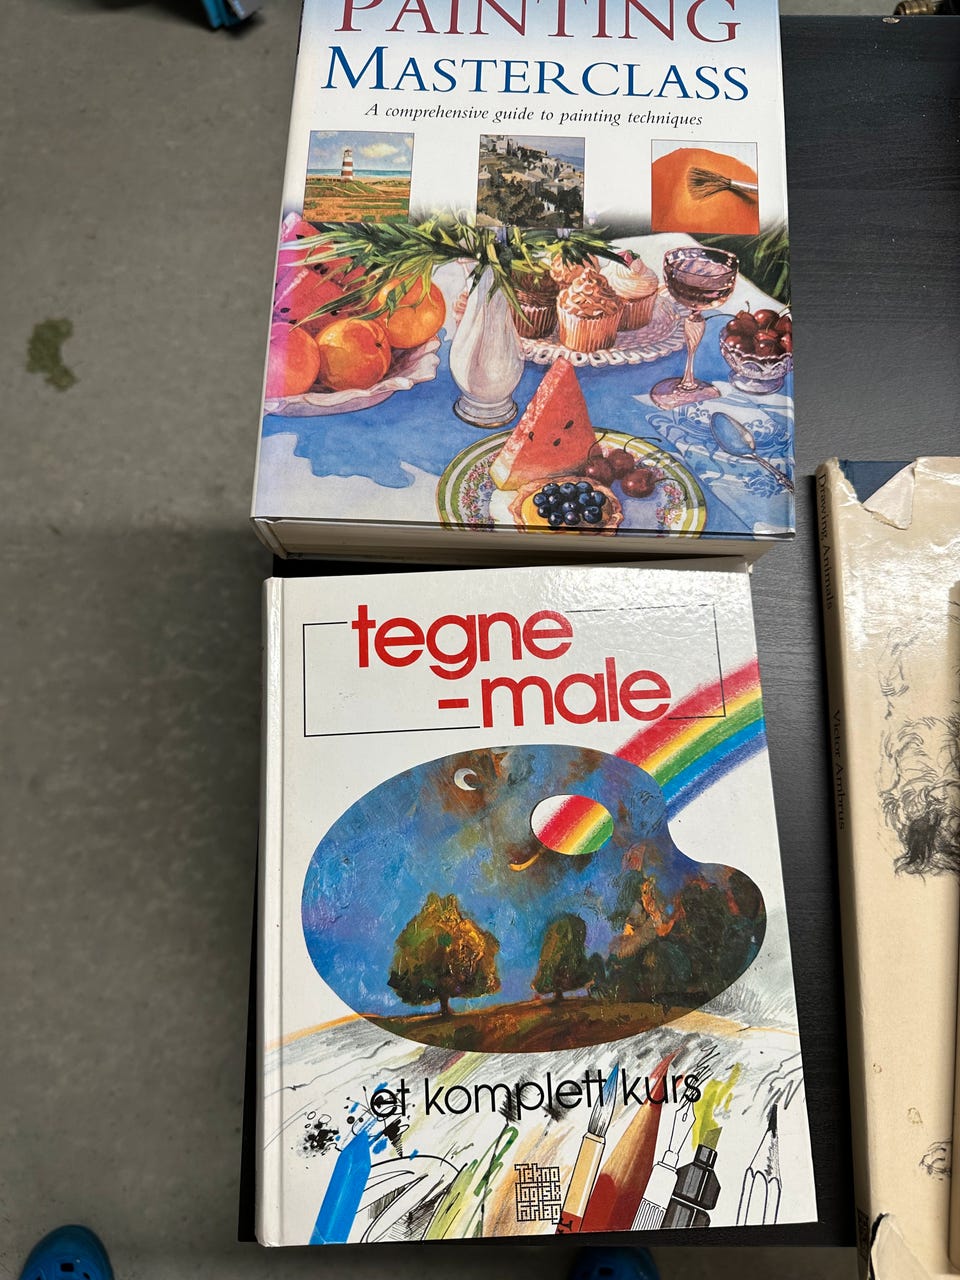 PAINTING
MASTERCLASS
A comprehensive guide to painting techniques
tegne
-male
et komplett kurs
Tekno
logisk
forlag
Drawing Animals
Victor Ambrus